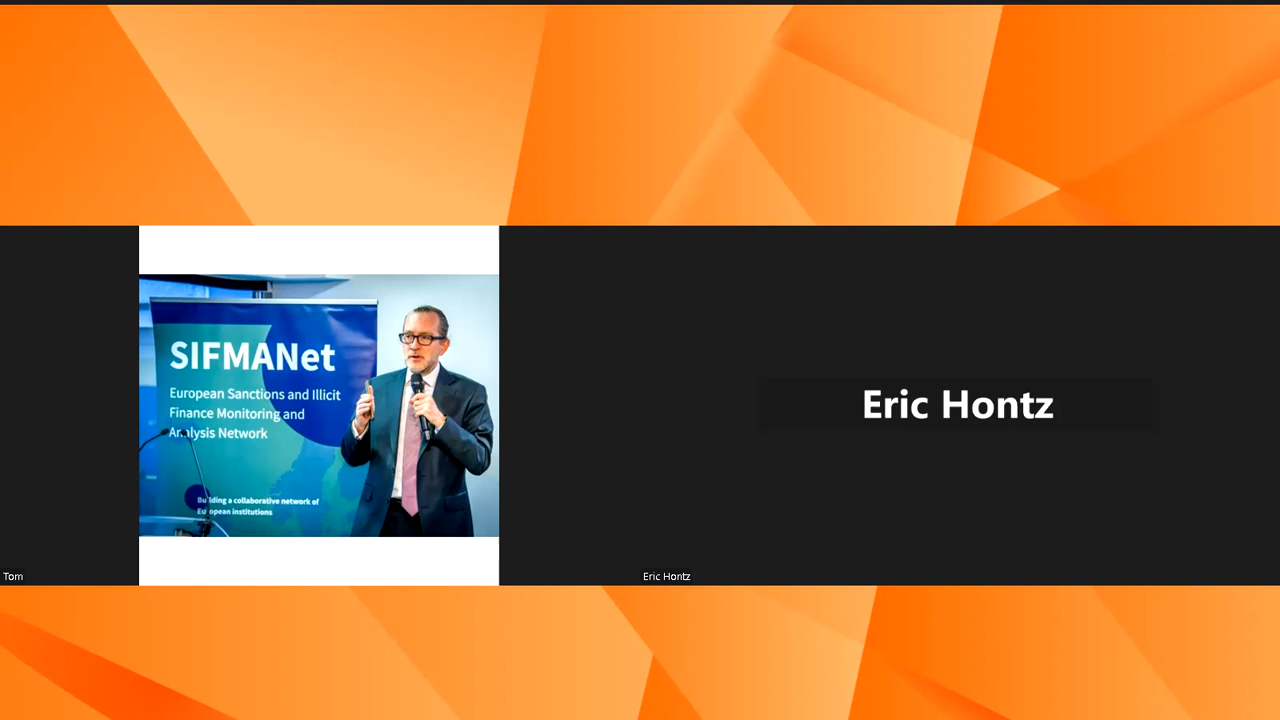 SIFMANet
European Sanctions and Illicit
Finance Monitoring and
Analysis Network
Building a collaborative network of
European institutions
Eric Hontz
Tom
Eric Hontz